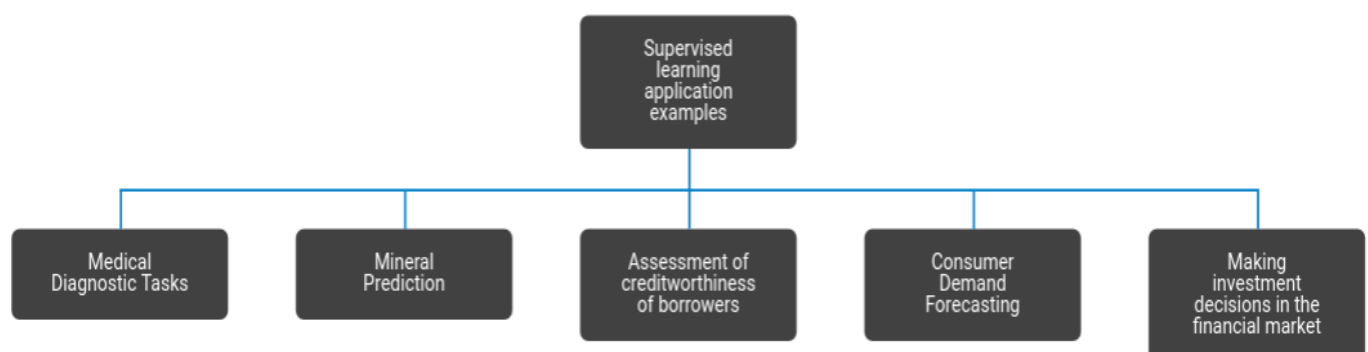 Supervised
learning
application
examples
Medical
Diagnostic Tasks
Mineral
Prediction
Assessment of
creditworthiness
of borrowers
Consumer
Demand
Forecasting
Making
investment
decisions in the
financial market